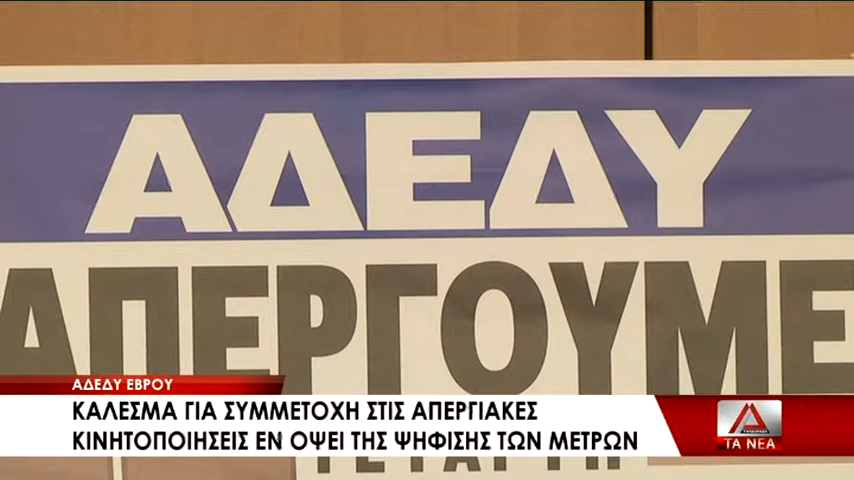 ΑΔΕΔΥ
ΑΠΕΡΓΟΥΜΕ
ΑΔΕΔΥ ΕΒΡΟΥ
ΚΑΛΕΣΜΑ ΓΙΑ ΣΥΜΜΕΤΟΧΗ ΣΤΙΣ ΑΠΕΡΓΙΑΚΕΣ
ΚΙΝΗΤΟΠΟΙΗΣΕΙΣ ΕΝ ΟΨΕΙ ΤΗΣ ΨΗΦΙΣΗΣ ΤΩΝ ΜΕΤΡΩΝ
ΤΑ ΝΕΑ